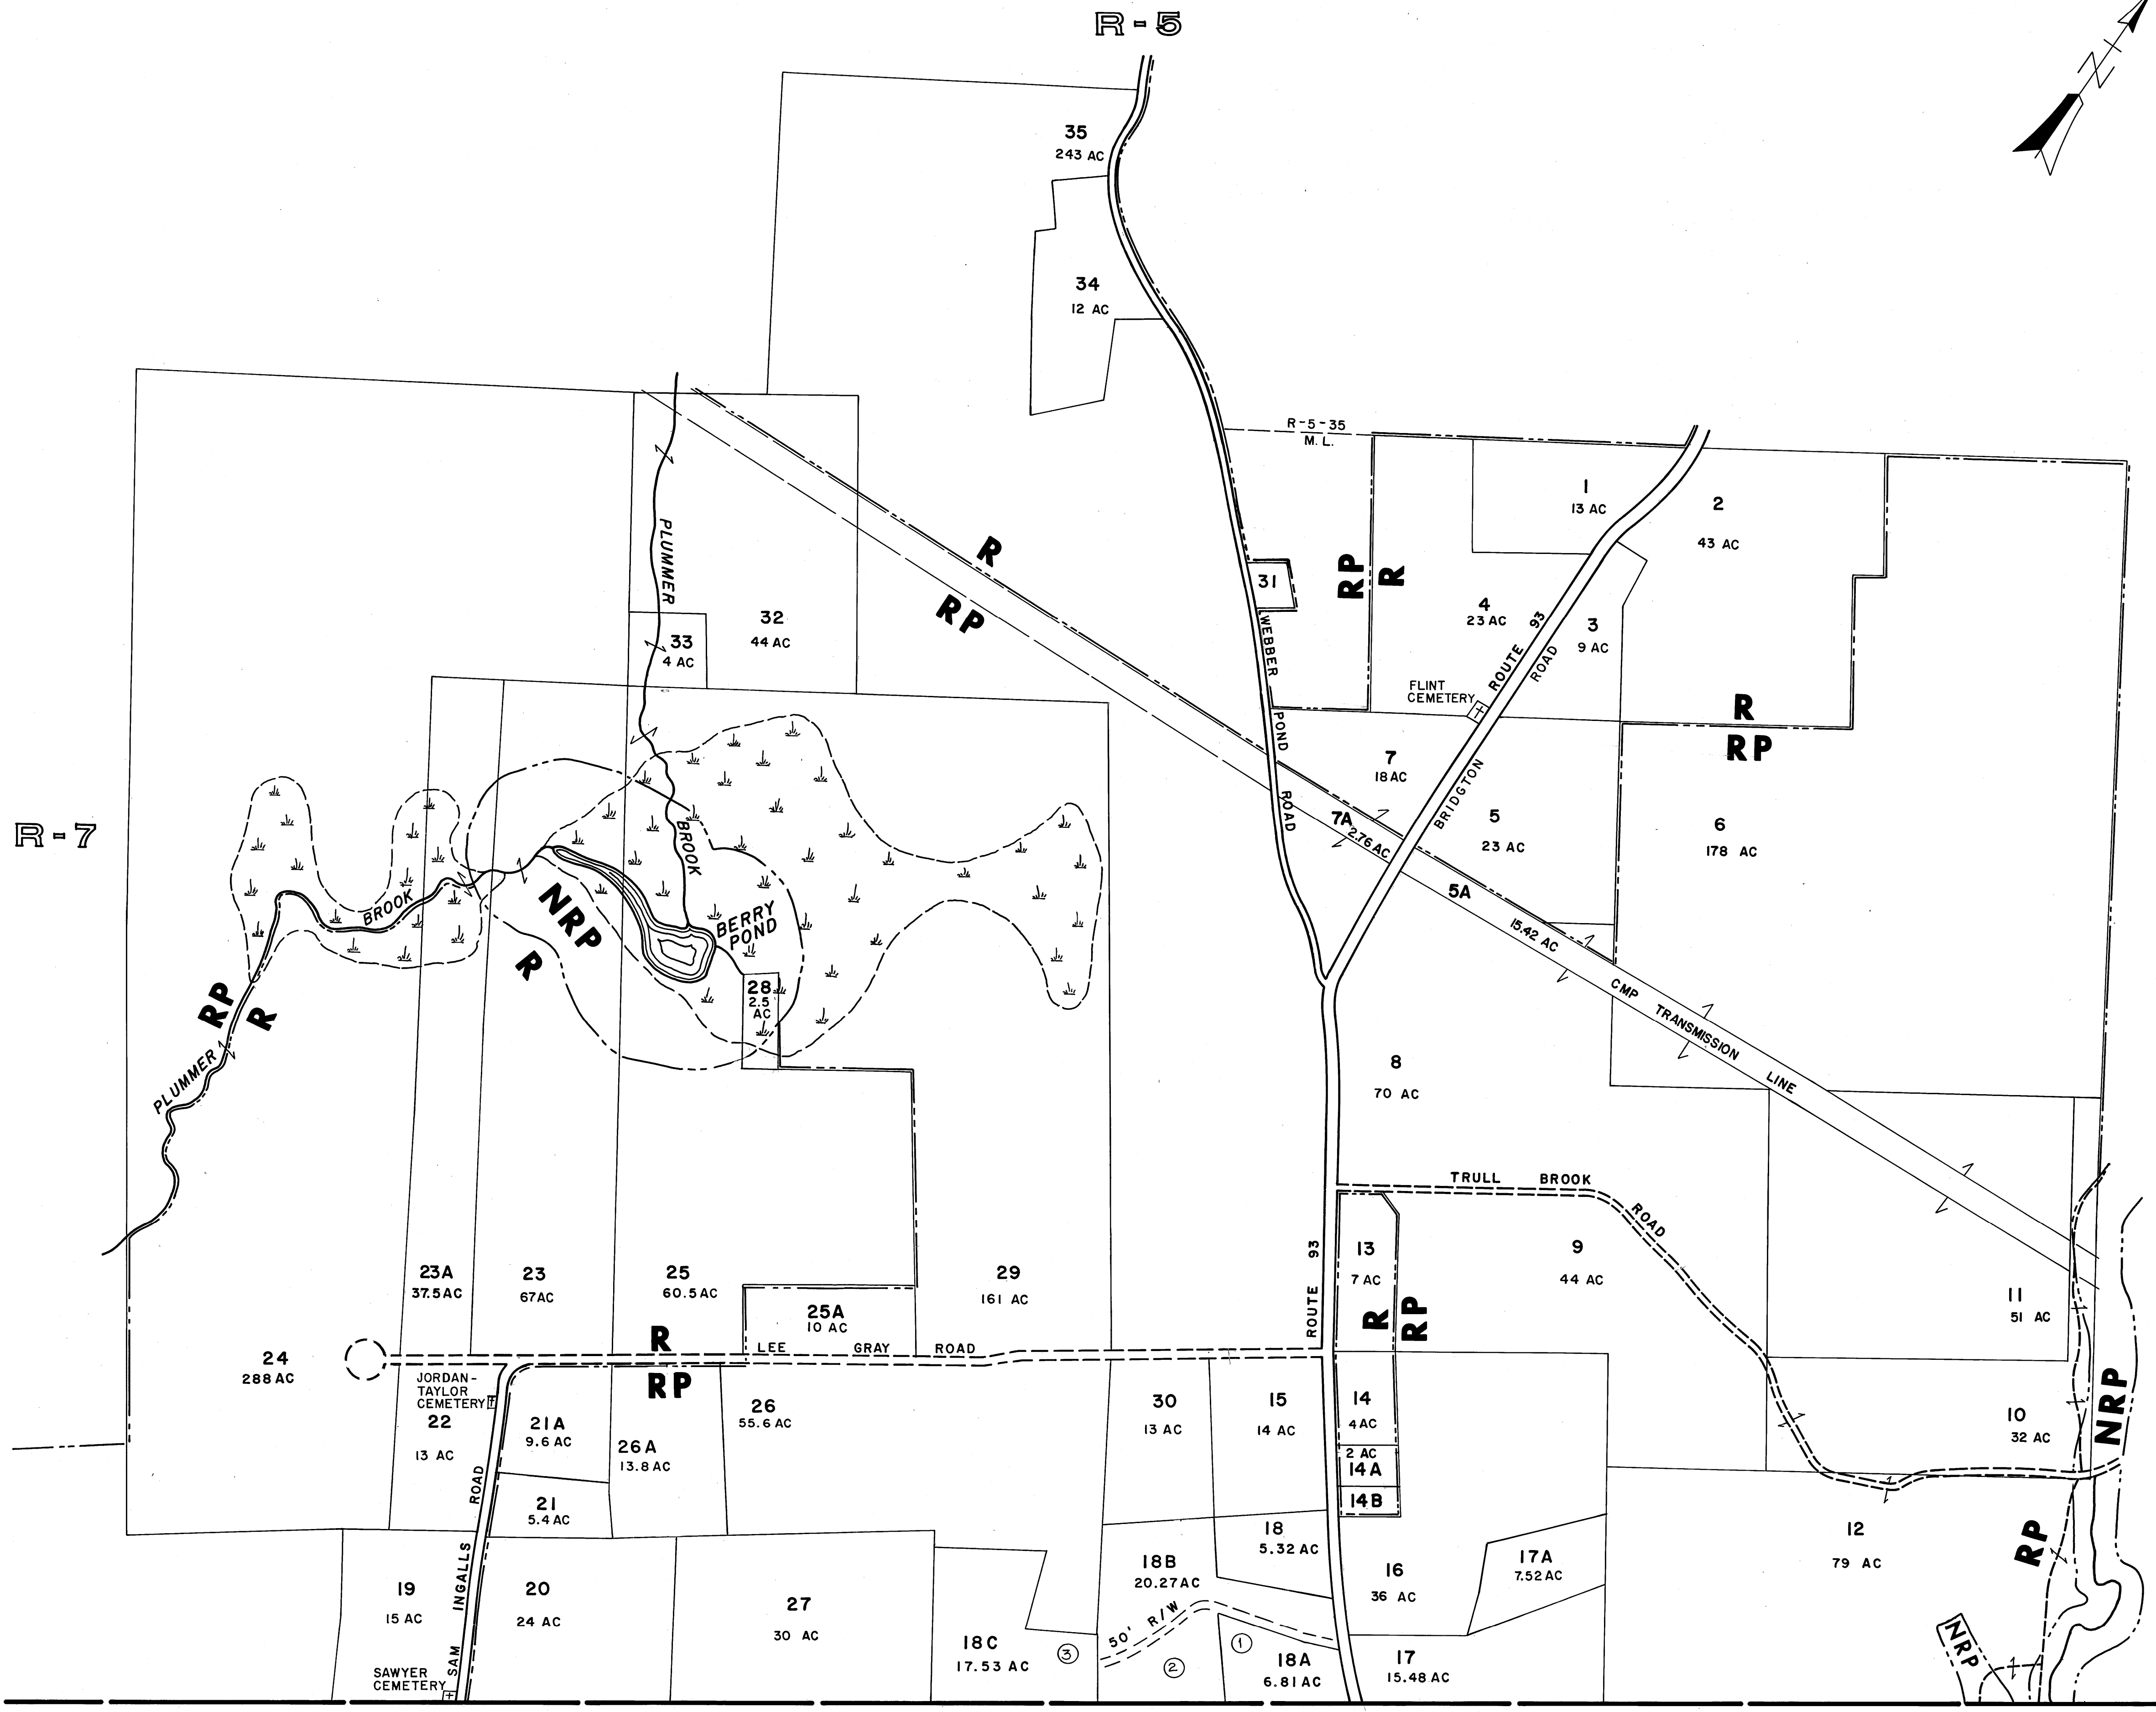 R-5
N
35
243 AC
34
12 AC
R-5-35
M. L.
1
13 AC
2
43 AC
PLUMMER
R
RP
31
RP
R
4
23 AC
ROUTE 93
3
9 AC
32
44 AC
33
4 AC
WEBBER
POND
ROAD
FLINT
CEMETERY
ROAD
BRIDGTON
R
RP
7
18 AC
7A
2.76 AC
5
23 AC
6
178 AC
R-7
BROOK
BROOK
BERRY
POND
NRP
R
5A
15.42 AC
28
2.5
AC
RP
R
PLUMMER
CMP TRANSMISSION LINE
8
70 AC
TRULL BROOK
ROAD
23A
37.5 AC
23
67 AC
25
60.5 AC
29
161 AC
25A
10 AC
ROUTE 93
13
7 AC
R
RP
9
44 AC
11
51 AC
24
288 AC
R
RP
LEE GRAY ROAD
JORDAN-
TAYLOR
CEMETERY
22
13 AC
21A
9.6 AC
26A
13.8 AC
26
55.6 AC
30
13 AC
15
14 AC
14
4 AC
2 AC
14A
14B
10
32 AC
NRP
21
5.4 AC
SAM INGALLS ROAD
19
15 AC
20
24 AC
27
30 AC
18B
20.27 AC
18
5.32 AC
16
36 AC
17A
7.52 AC
12
79 AC
RP
NRP
18C
17.53 AC
3
50' R/W
2
1
18A
6.81 AC
17
15.48 AC
SAWYER
CEMETERY